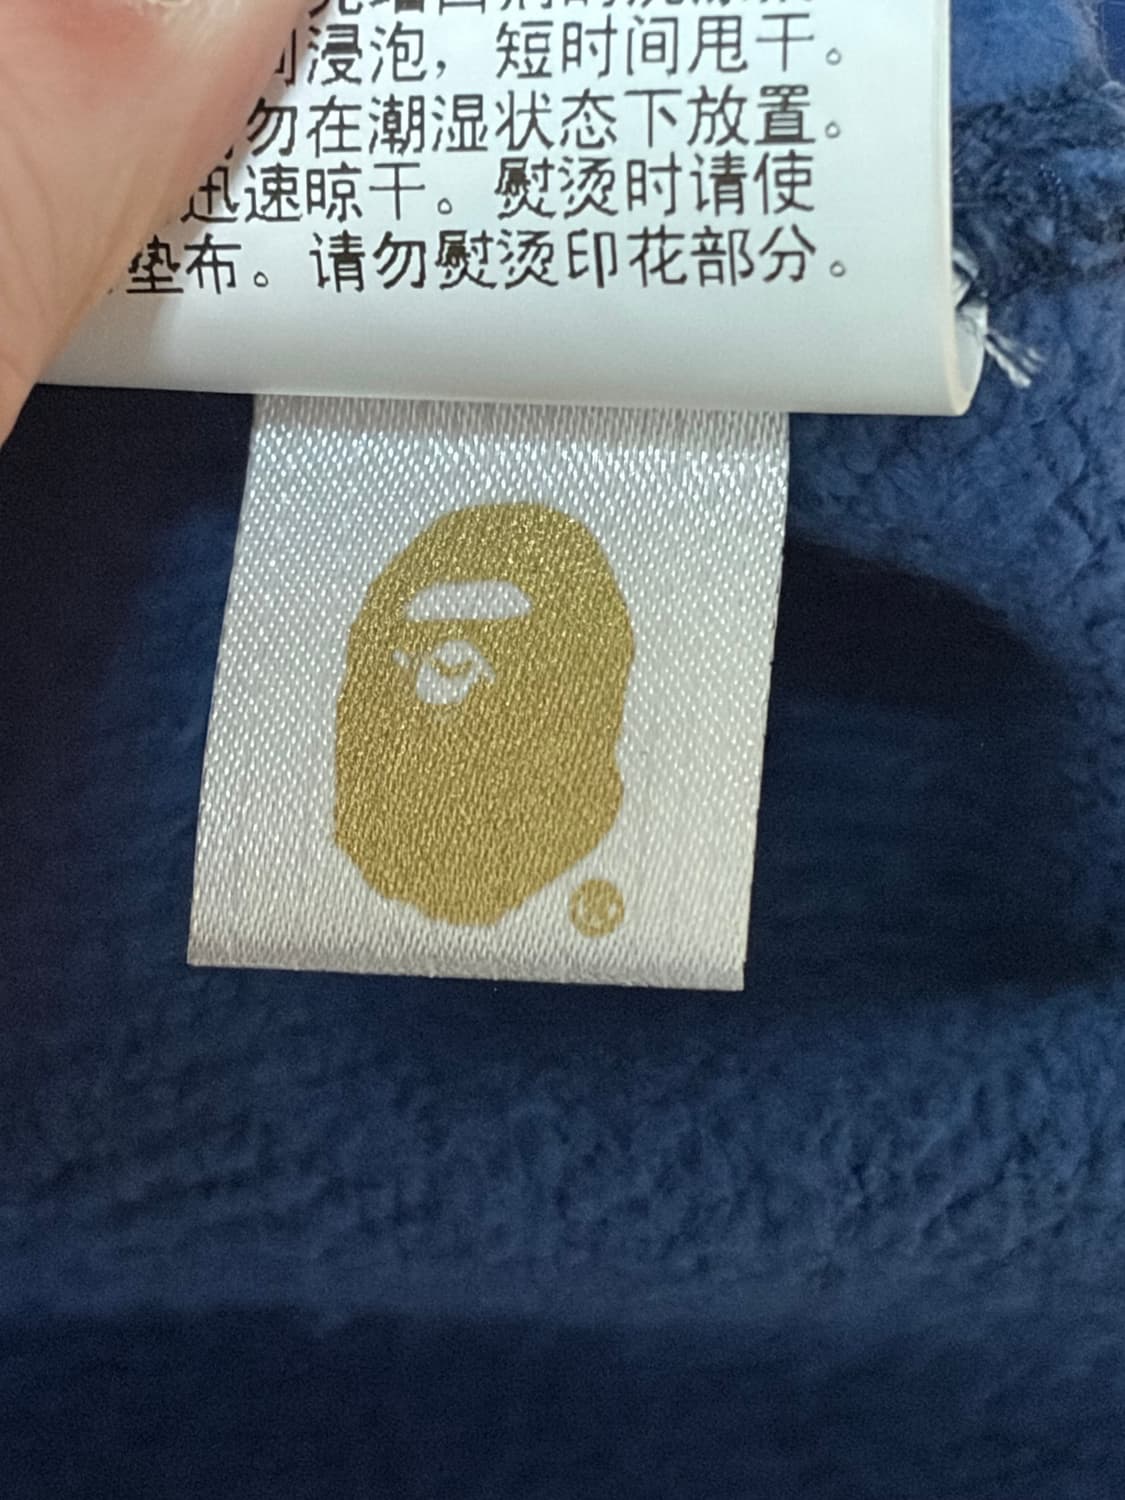 间浸泡，短时间甩干。
勿在潮湿状态下放置。
迅速晾干。熨烫时请使
垫布。请勿熨烫印花部分。